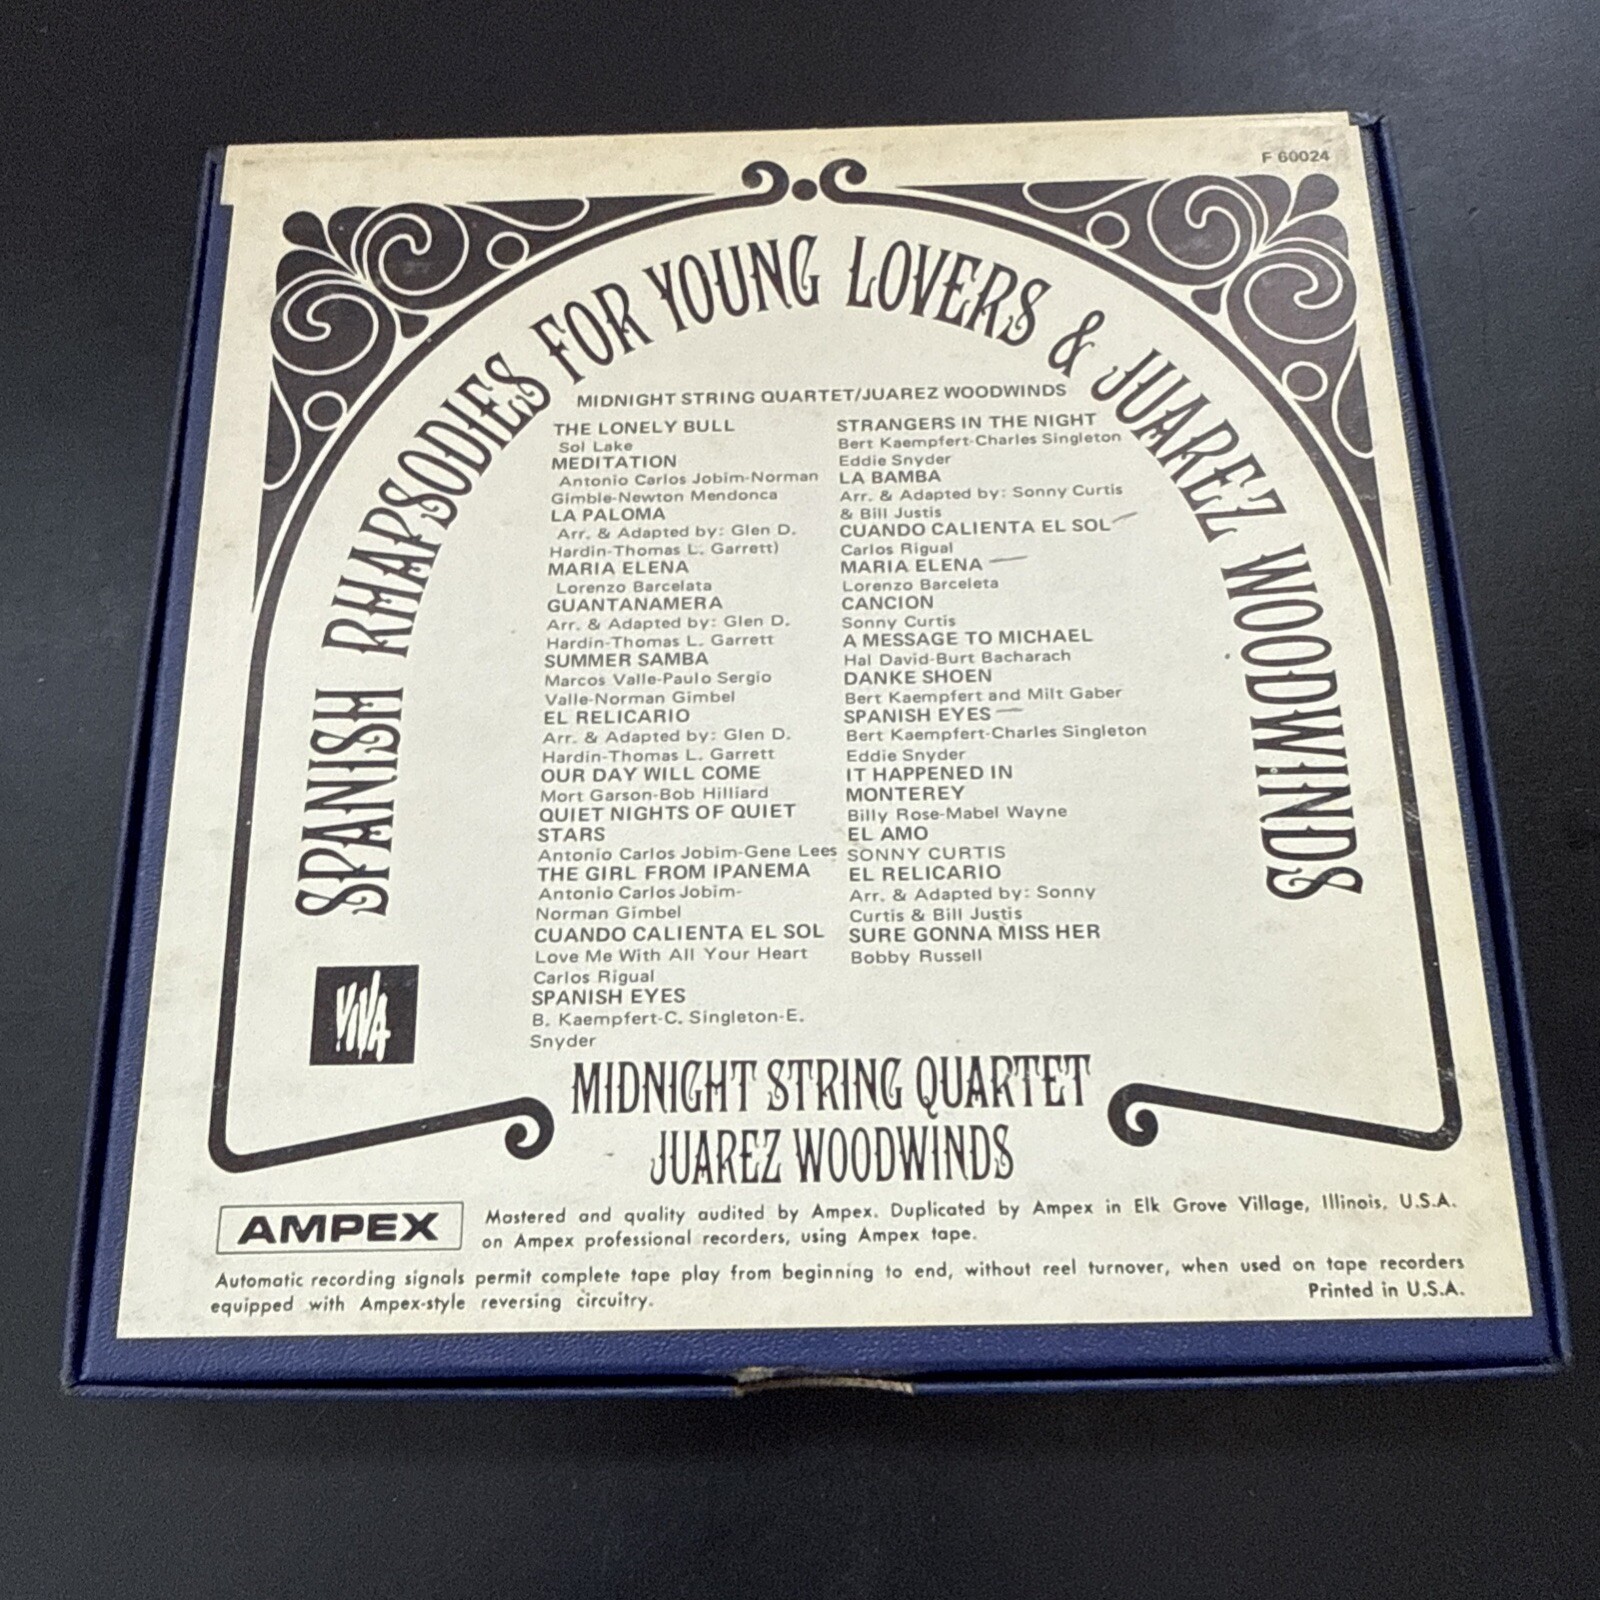 F 60024
SPANISH RHAPSODIES FOR YOUNG LOVERS & JUAREZ WOODWINDS
MIDNIGHT STRING QUARTET/JUAREZ WOODWINDS
THE LONELY BULL
Sol Lake
MEDITATION
Antonio Carlos Jobim-Norman
Gimble-Newton Mendonca
LA PALOMA
Arr. & Adapted by: Glen D.
Hardin-Thomas L. Garrett)
MARIA ELENA
Lorenzo Barcelata
GUANTANAMERA
Arr. & Adapted by: Glen D.
Hardin-Thomas L. Garrett
SUMMER SAMBA
Marcos Valle-Paulo Sergio
Valle-Norman Gimbel
EL RELICARIO
Arr. & Adapted by: Glen D.
Hardin-Thomas L. Garrett
OUR DAY WILL COME
Mort Garson-Bob Hilliard
QUIET NIGHTS OF QUIET
STARS
Antonio Carlos Jobim-Gene Lees
THE GIRL FROM IPANEMA
Antonio Carlos Jobim-
Norman Gimbel
CUANDO CALIENTA EL SOL
Love Me With All Your Heart
Carlos Rigual
SPANISH EYES
B. Kaempfert-C. Singleton-E.
Snyder
STRANGERS IN THE NIGHT
Bert Kaempfert-Charles Singleton
Eddie Snyder
LA BAMBA
Arr. & Adapted by: Sonny Curtis
& Bill Justis
CUANDO CALIENTA EL SOL
Carlos Rigual
MARIA ELENA
Lorenzo Barceleta
CANCION
Sonny Curtis
A MESSAGE TO MICHAEL
Hal David-Burt Bacharach
DANKE SHOEN
Bert Kaempfert and Milt Gaber
SPANISH EYES
Bert Kaempfert-Charles Singleton
Eddie Snyder
IT HAPPENED IN
MONTEREY
Billy Rose-Mabel Wayne
EL AMO
SONNY CURTIS
EL RELICARIO
Arr. & Adapted by: Sonny
Curtis & Bill Justis
SURE GONNA MISS HER
Bobby Russell
VIVA
MIDNIGHT STRING QUARTET
JUAREZ WOODWINDS
AMPEX
Mastered and quality audited by Ampex. Duplicated by Ampex in Elk Grove Village, Illinois, U.S.A.
on Ampex professional recorders, using Ampex tape.
Automatic recording signals permit complete tape play from beginning to end, without reel turnover, when used on tape recorders
equipped with Ampex-style reversing circuitry.
Printed in U.S.A.